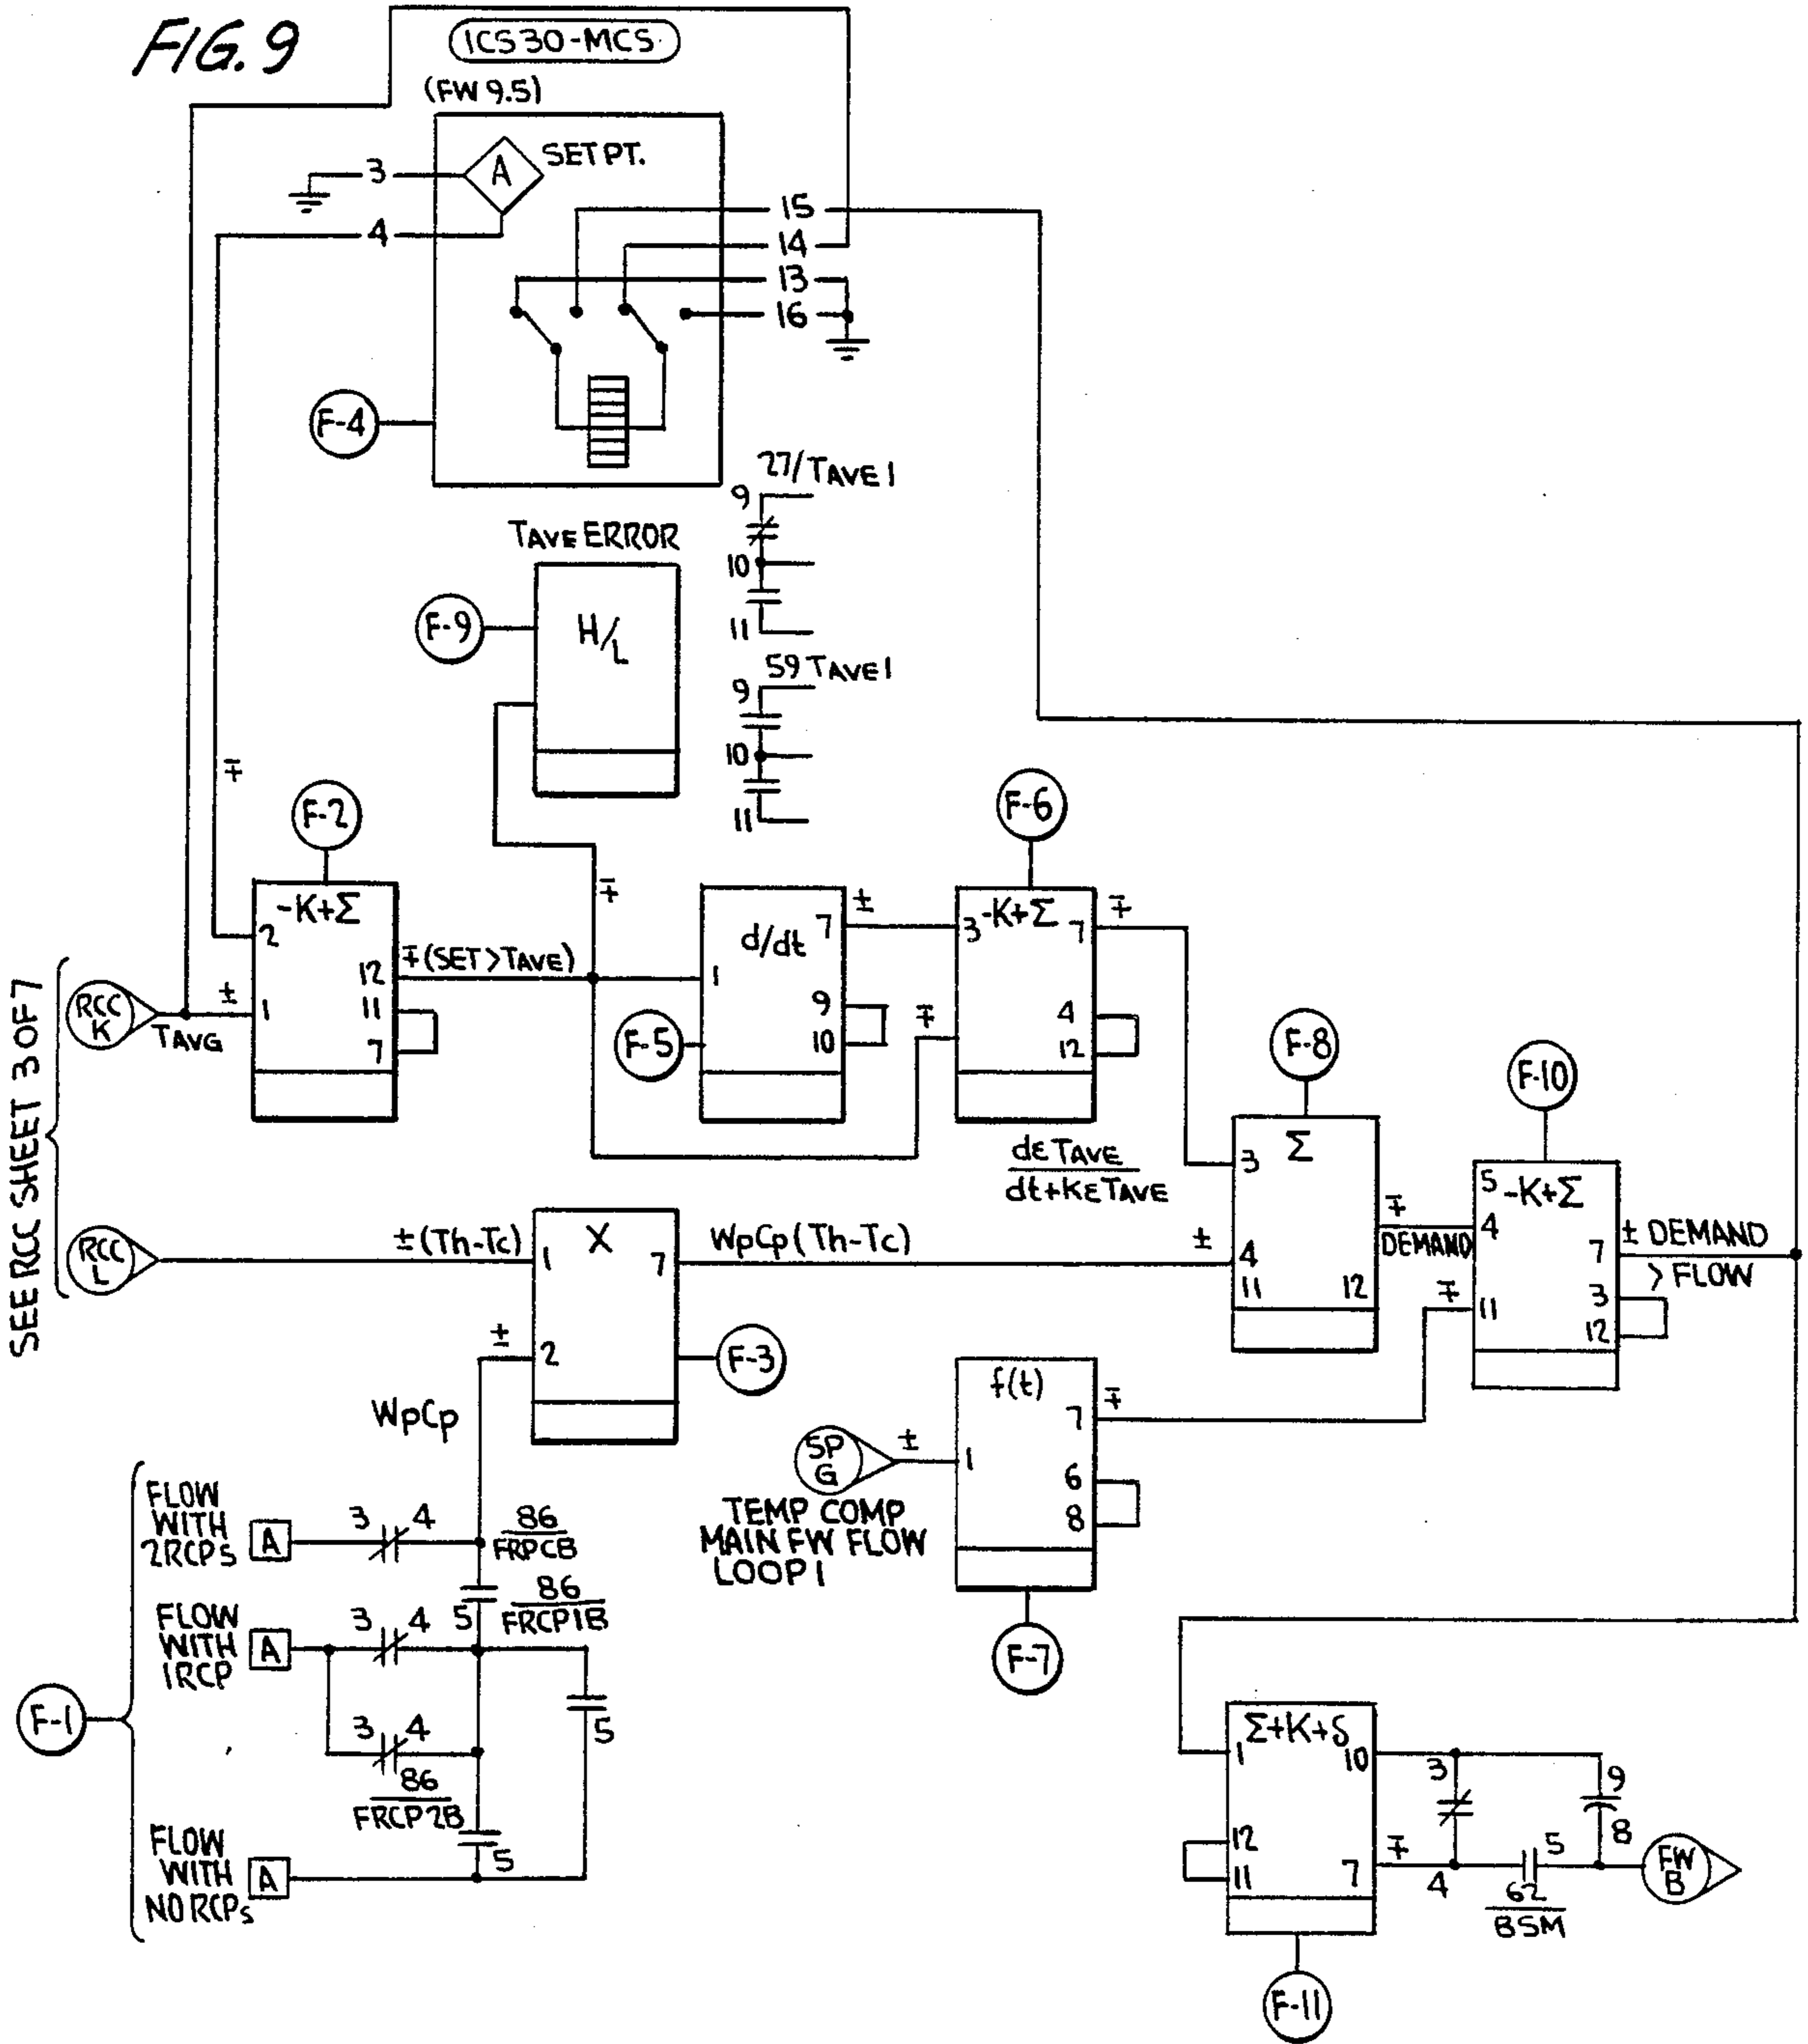 FIG. 9
ICS 30-MCS
(FW 9.5)
A
SET PT.
3
4
15
14
13
16
F-4
27/TAVE1
9
10
11
TAVE ERROR
F-9
H/L
59 TAVE1
9
10
11
∓
F-2
-K+Σ
2
1
12
11
7
∓(SET>TAVE)
∓
±
RCC K
TAVG
SEE RCC SHEET 3 OF 7
d/dt
1
7
9
10
±
F-5
F-6
-K+Σ
3
7
4
12
∓
∓
dε TAVE
dt+KεTAVE
F-8
Σ
3
4
11
12
±
∓
DEMAND
F-10
5
-K+Σ
4
11
7
3
12
∓
± DEMAND
> FLOW
RCC L
±(Th-Tc)
1
X
7
2
±
WpCp(Th-Tc)
F-3
WpCp
5P G
±
TEMP COMP
MAIN FW FLOW
LOOP 1
f(t)
1
7
6
8
∓
F-7
F-1
FLOW
WITH
2RCPs
A
3 4
86
FRPCB
5
86
FRCP1B
FLOW
WITH
1RCP
A
3 4
5
3 4
86
FRCP2B
5
FLOW
WITH
NO RCPs
A
Σ+K+δ
1
10
12
11
7
∓
3
4
9
8
5
62
BSM
FW B
F-11